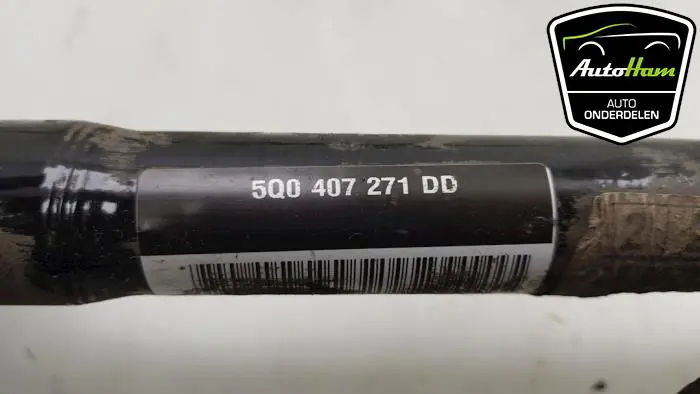 AutoHam
AUTO
ONDERDELEN
5Q0 407 271 DD